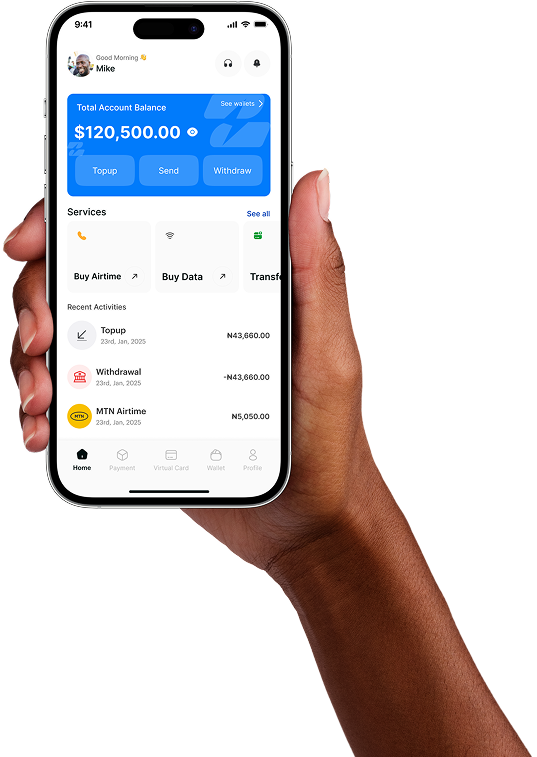 9:41
Good Morning 👋
Mike
Total Account Balance
See wallets
$120,500.00
Topup Send Withdraw
Services
See all
Buy Airtime
Buy Data
Transfe
Recent Activities
Topup
23rd, Jan, 2025
₦43,660.00
Withdrawal
23rd, Jan, 2025
-₦43,660.00
MTN
MTN Airtime
23rd, Jan, 2025
₦5,050.00
Home Payment Virtual Card Wallet Profile